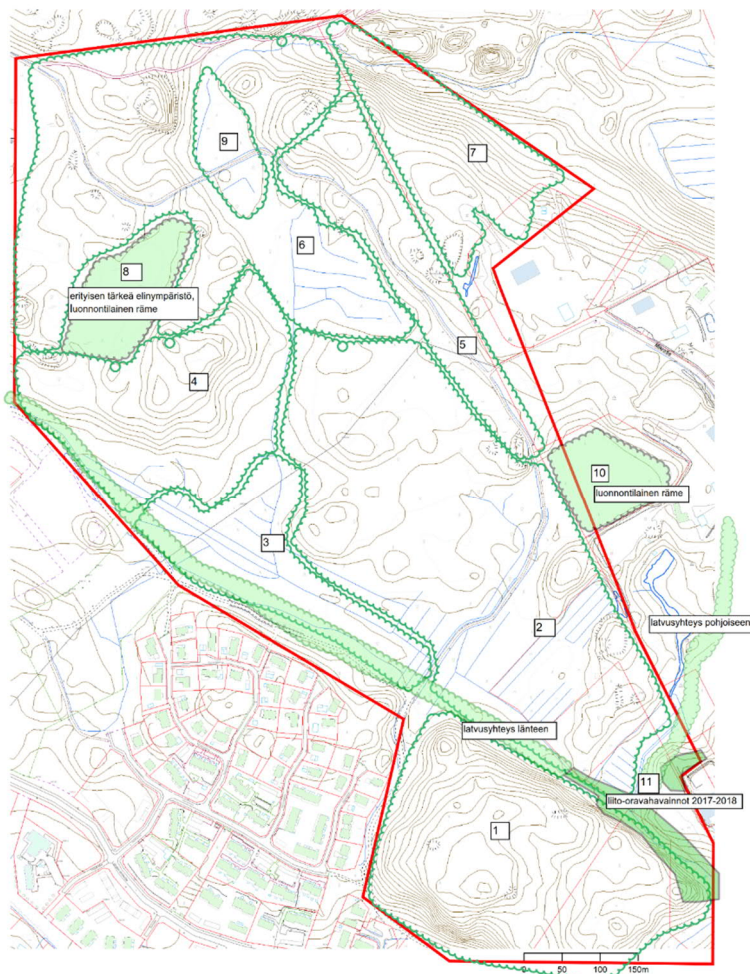 7
9
6
8
erityisen tärkeä elinympäristö,
luonnontilainen räme
5
4
10
luonnontilainen räme
3
2
latvusyhteys pohjoiseen
latvusyhteys länteen
11
liito-oravahavainnot 2017-2018
1
0 50 100 150m